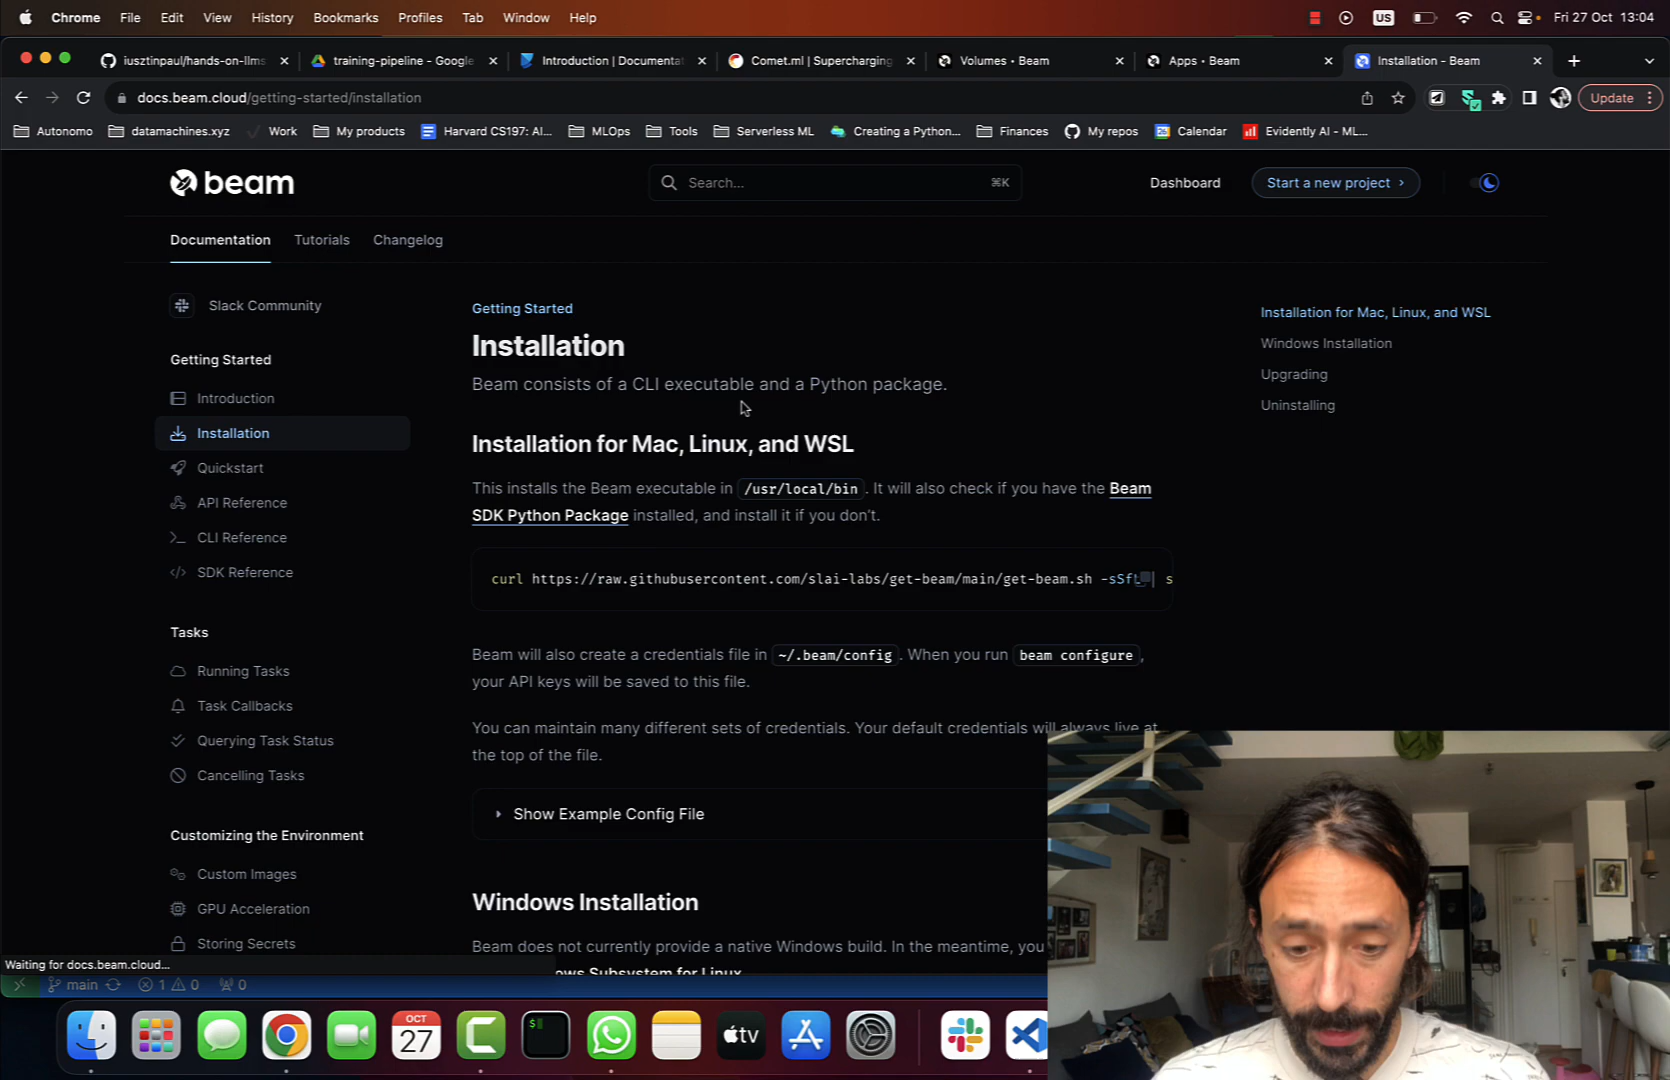 Chrome File Edit View History Bookmarks Profiles Tab Window Help US Fri 27 Oct 13:04
iusztinpaul/hands-on-llms training-pipeline - Google Introduction | Documentat Comet.ml | Supercharging Volumes • Beam Apps • Beam Installation - Beam
docs.beam.cloud/getting-started/installation Update
Autonomo datamachines.xyz Work My products Harvard CS197: AI... MLOps Tools Serverless ML Creating a Python... Finances My repos Calendar Evidently AI - ML...
beam Search... ⌘K Dashboard Start a new project ›
Documentation Tutorials Changelog
Slack Community
Getting Started
Introduction
Installation
Quickstart
API Reference
CLI Reference
SDK Reference
Tasks
Running Tasks
Task Callbacks
Querying Task Status
Cancelling Tasks
Customizing the Environment
Custom Images
GPU Acceleration
Storing Secrets
Getting Started
Installation
Beam consists of a CLI executable and a Python package.
Installation for Mac, Linux, and WSL
This installs the Beam executable in /usr/local/bin . It will also check if you have the Beam
SDK Python Package installed, and install it if you don't.
curl https://raw.githubusercontent.com/slai-labs/get-beam/main/get-beam.sh -sSf | s
Beam will also create a credentials file in ~/.beam/config . When you run beam configure ,
your API keys will be saved to this file.
You can maintain many different sets of credentials. Your default credentials will always live at
the top of the file.
Show Example Config File
Windows Installation
Beam does not currently provide a native Windows build. In the meantime, you
ows Subsystem for Linux
Installation for Mac, Linux, and WSL
Windows Installation
Upgrading
Uninstalling
Waiting for docs.beam.cloud...
main 1 0 0
OCT
27
$
tv